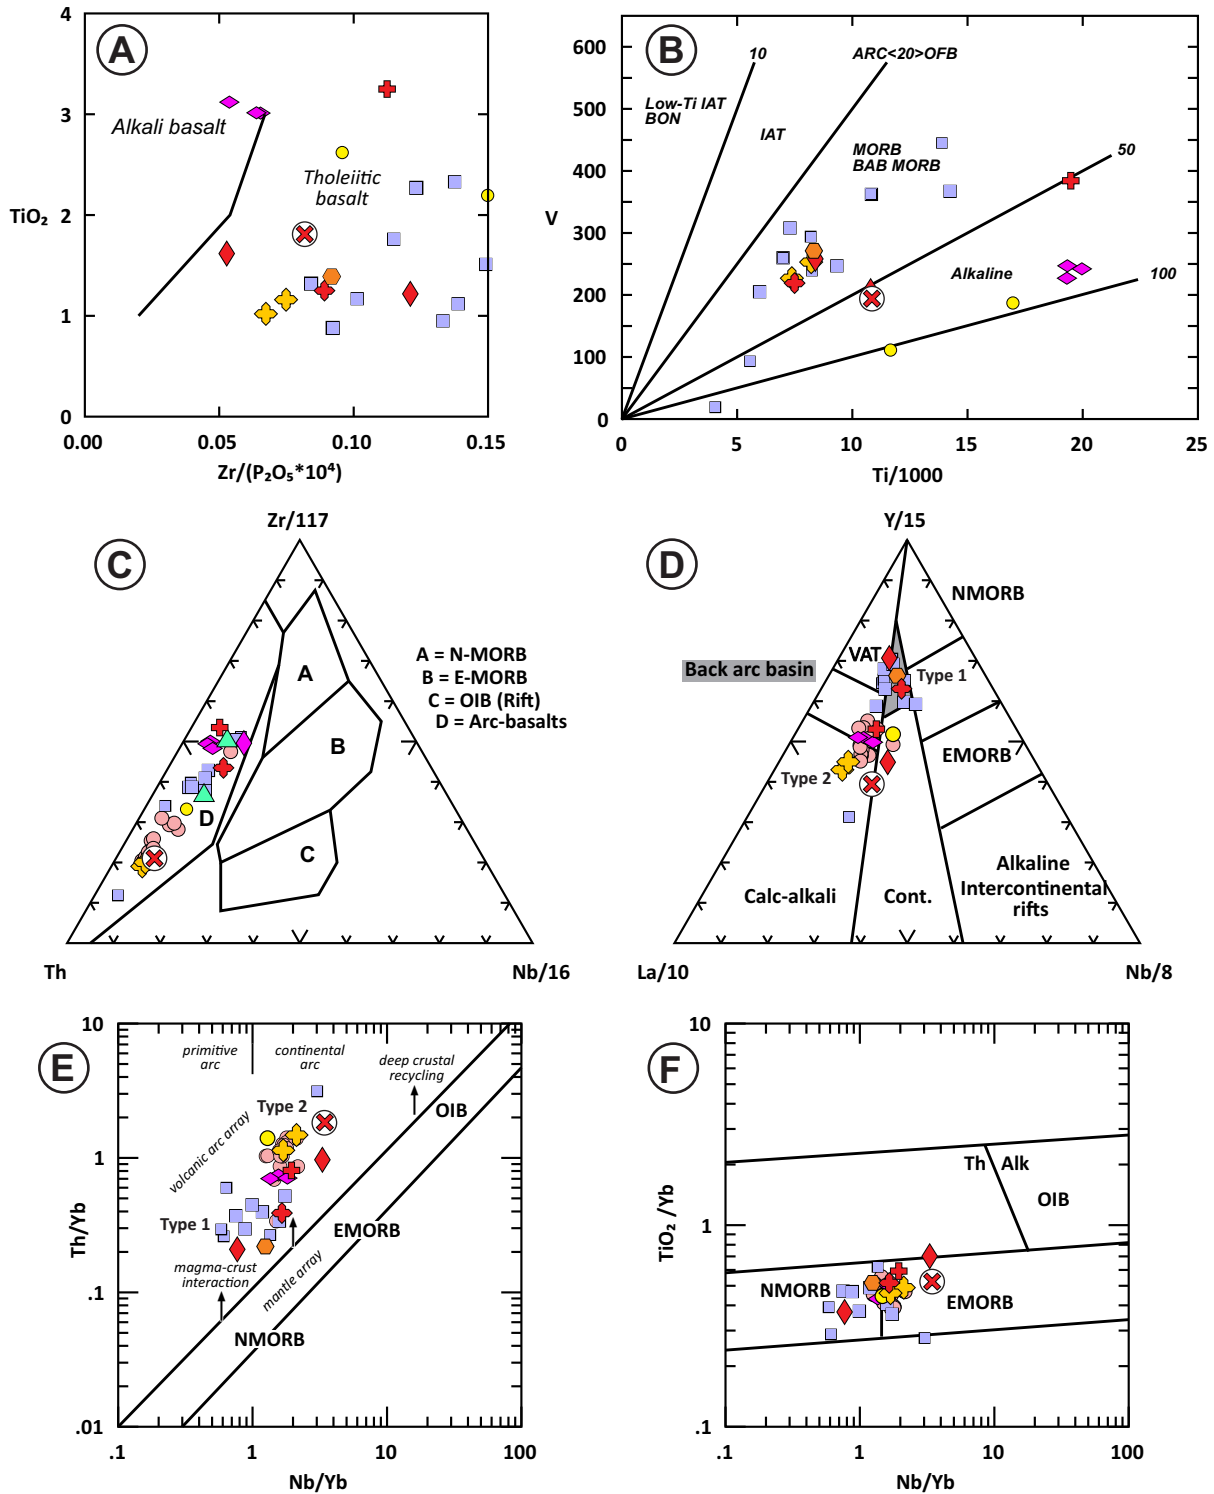 A
4
3
TiO₂
2
1
0
Alkali basalt
Tholeiitic
basalt
0.00
0.05
0.10
0.15
Zr/(P₂O₅*10⁴)
B
600
500
400
V
300
200
100
0
10
ARC<20>OFB
Low-Ti IAT
BON
IAT
MORB
BAB MORB
50
Alkaline
100
0
5
10
15
20
25
Ti/1000
C
Zr/117
A
B
C
D
A = N-MORB
B = E-MORB
C = OIB (Rift)
D = Arc-basalts
Th
Nb/16
D
Y/15
NMORB
VAT
Back arc basin
Type 1
EMORB
Type 2
Calc-alkali
Cont.
Alkaline
Intercontinental
rifts
La/10
Nb/8
E
10
1
Th/Yb
.1
.01
primitive
arc
continental
arc
deep crustal
recycling
OIB
Type 2
volcanic arc array
Type 1
EMORB
magma-crust
interaction
mantle array
NMORB
.1
1
10
100
Nb/Yb
F
10
TiO₂ /Yb
1
.1
Th
Alk
OIB
NMORB
EMORB
.1
1
10
100
Nb/Yb